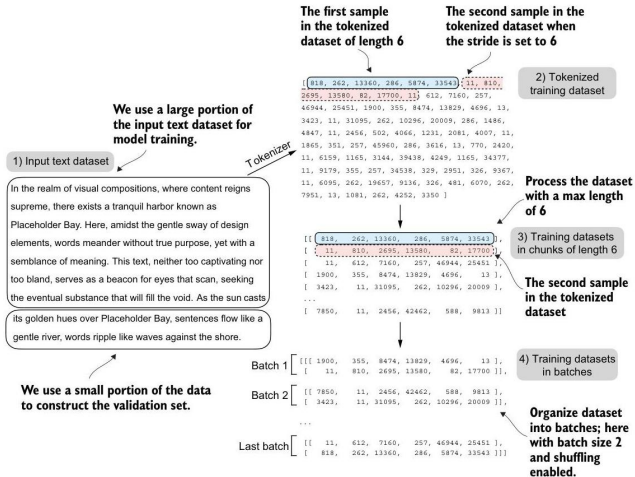 The first sample
in the tokenized
dataset of length 6
The second sample in the
tokenized dataset when
the stride is set to 6
[ 818, 262, 13360, 286, 5874, 33543, 11, 810,
2695, 13580, 82, 17700, 11, 612, 7160, 257,
46944, 25451, 1900, 355, 8474, 13829, 4696, 13,
3423, 11, 31095, 262, 10296, 20009, 286, 1486,
4847, 11, 2456, 502, 4066, 1231, 2081, 4007, 11,
1865, 351, 257, 45960, 286, 3616, 13, 770, 2420,
11, 6159, 1165, 3144, 39438, 4249, 1165, 34377,
11, 9179, 355, 257, 34538, 329, 2951, 326, 9367,
11, 6095, 262, 19657, 9136, 326, 481, 6070, 262,
7951, 13, 1081, 262, 4252, 3350 ]
2) Tokenized
training dataset
We use a large portion of
the input text dataset for
model training.
Tokenizer
1) Input text dataset
In the realm of visual compositions, where content reigns
supreme, there exists a tranquil harbor known as
Placeholder Bay. Here, amidst the gentle sway of design
elements, words meander without true purpose, yet with a
semblance of meaning. This text, neither too captivating nor
too bland, serves as a beacon for eyes that scan, seeking
the eventual substance that will fill the void. As the sun casts
its golden hues over Placeholder Bay, sentences flow like a
gentle river, words ripple like waves against the shore.
We use a small portion of the data
to construct the validation set.
Process the dataset
with a max length
of 6
[[ 818, 262, 13360, 286, 5874, 33543 ],
[ 11, 810, 2695, 13580, 82, 17700 ],
[ 11, 612, 7160, 257, 46944, 25451 ],
[ 1900, 355, 8474, 13829, 4696, 13 ],
[ 3423, 11, 31095, 262, 10296, 20009 ],
...
[ 7850, 11, 2456, 42462, 588, 9813 ]]
3) Training datasets
in chunks of length 6
The second sample
in the tokenized
dataset
Batch 1
[[[ 1900, 355, 8474, 13829, 4696, 13 ],
[ 11, 810, 2695, 13580, 82, 17700 ]],
Batch 2
[[ 7850, 11, 2456, 42462, 588, 9813 ],
[ 3423, 11, 31095, 262, 10296, 20009 ]],
...
Last batch
[[ 11, 612, 7160, 257, 46944, 25451 ],
[ 818, 262, 13360, 286, 5874, 33543 ]]]
4) Training datasets
in batches
Organize dataset
into batches; here
with batch size 2
and shuffling
enabled.